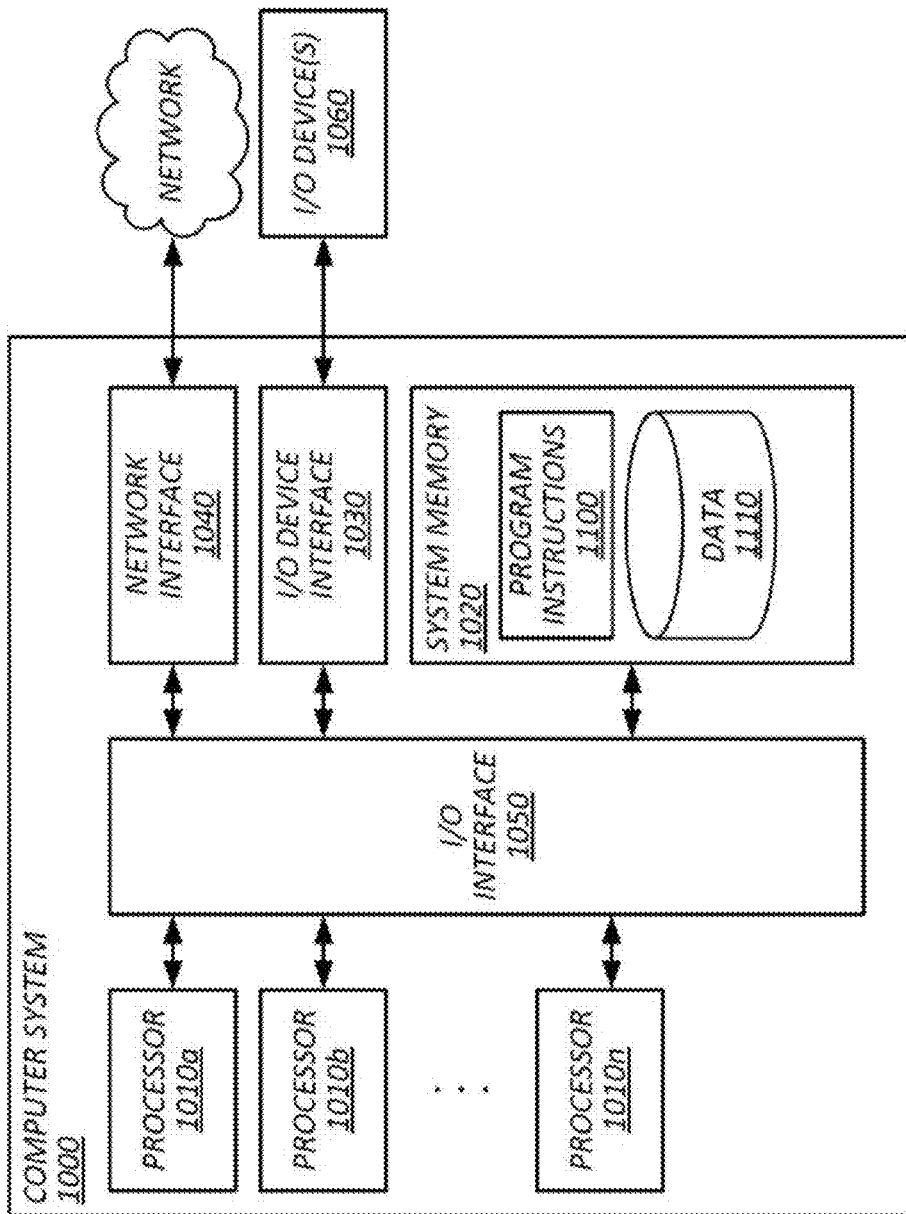 COMPUTER SYSTEM
1000
PROCESSOR
1010a
PROCESSOR
1010b
. . .
PROCESSOR
1010n
I/O
INTERFACE
1050
NETWORK
INTERFACE
1040
I/O DEVICE
INTERFACE
1030
SYSTEM MEMORY
1020
PROGRAM
INSTRUCTIONS
1100
DATA
1110
NETWORK
I/O DEVICE(S)
1060